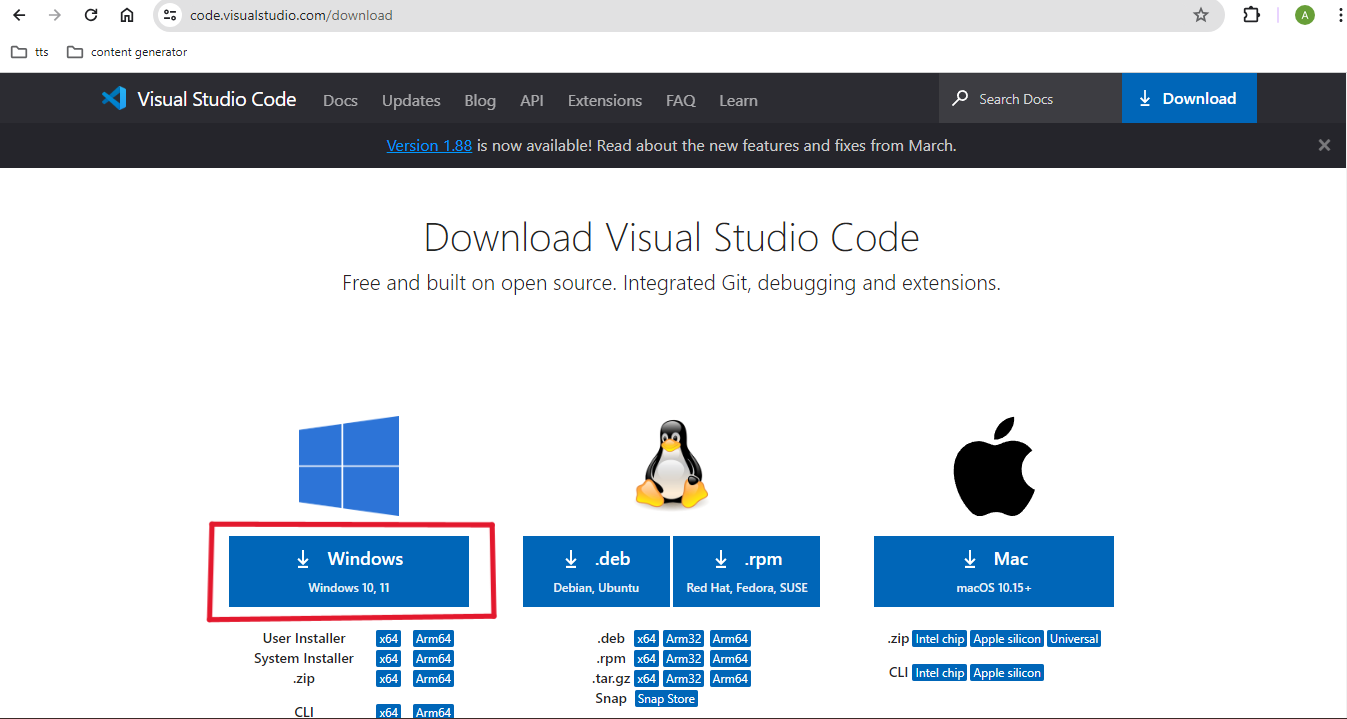 code.visualstudio.com/download
A
tts content generator
Visual Studio Code Docs Updates Blog API Extensions FAQ Learn Search Docs Download
Version 1.88 is now available! Read about the new features and fixes from March.
Download Visual Studio Code
Free and built on open source. Integrated Git, debugging and extensions.
Windows
Windows 10, 11
User Installer x64 Arm64
System Installer x64 Arm64
.zip x64 Arm64
CLI x64 Arm64
.deb
Debian, Ubuntu
.rpm
Red Hat, Fedora, SUSE
.deb x64 Arm32 Arm64
.rpm x64 Arm32 Arm64
.tar.gz x64 Arm32 Arm64
Snap Snap Store
Mac
macOS 10.15+
.zip Intel chip Apple silicon Universal
CLI Intel chip Apple silicon